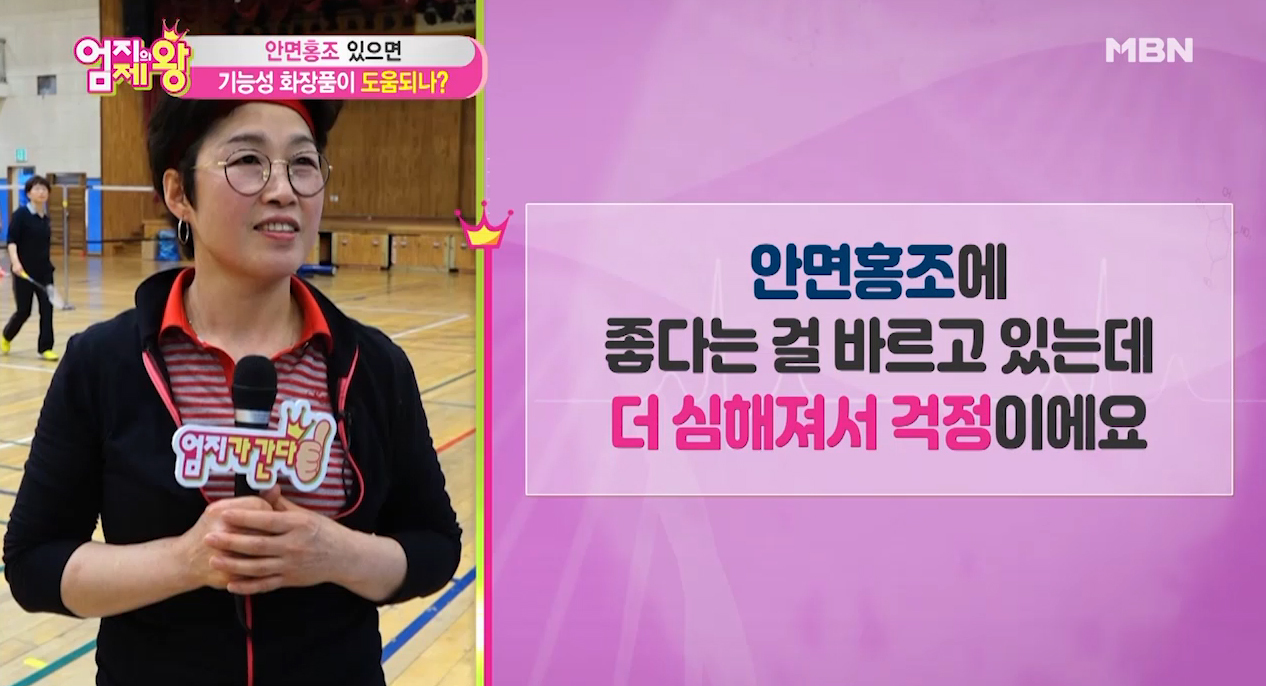 엄지의 제왕
안면홍조 있으면
기능성 화장품이 도움되나?
MBN
안면홍조에
좋다는 걸 바르고 있는데
더 심해져서 걱정이에요
엄지가 간다